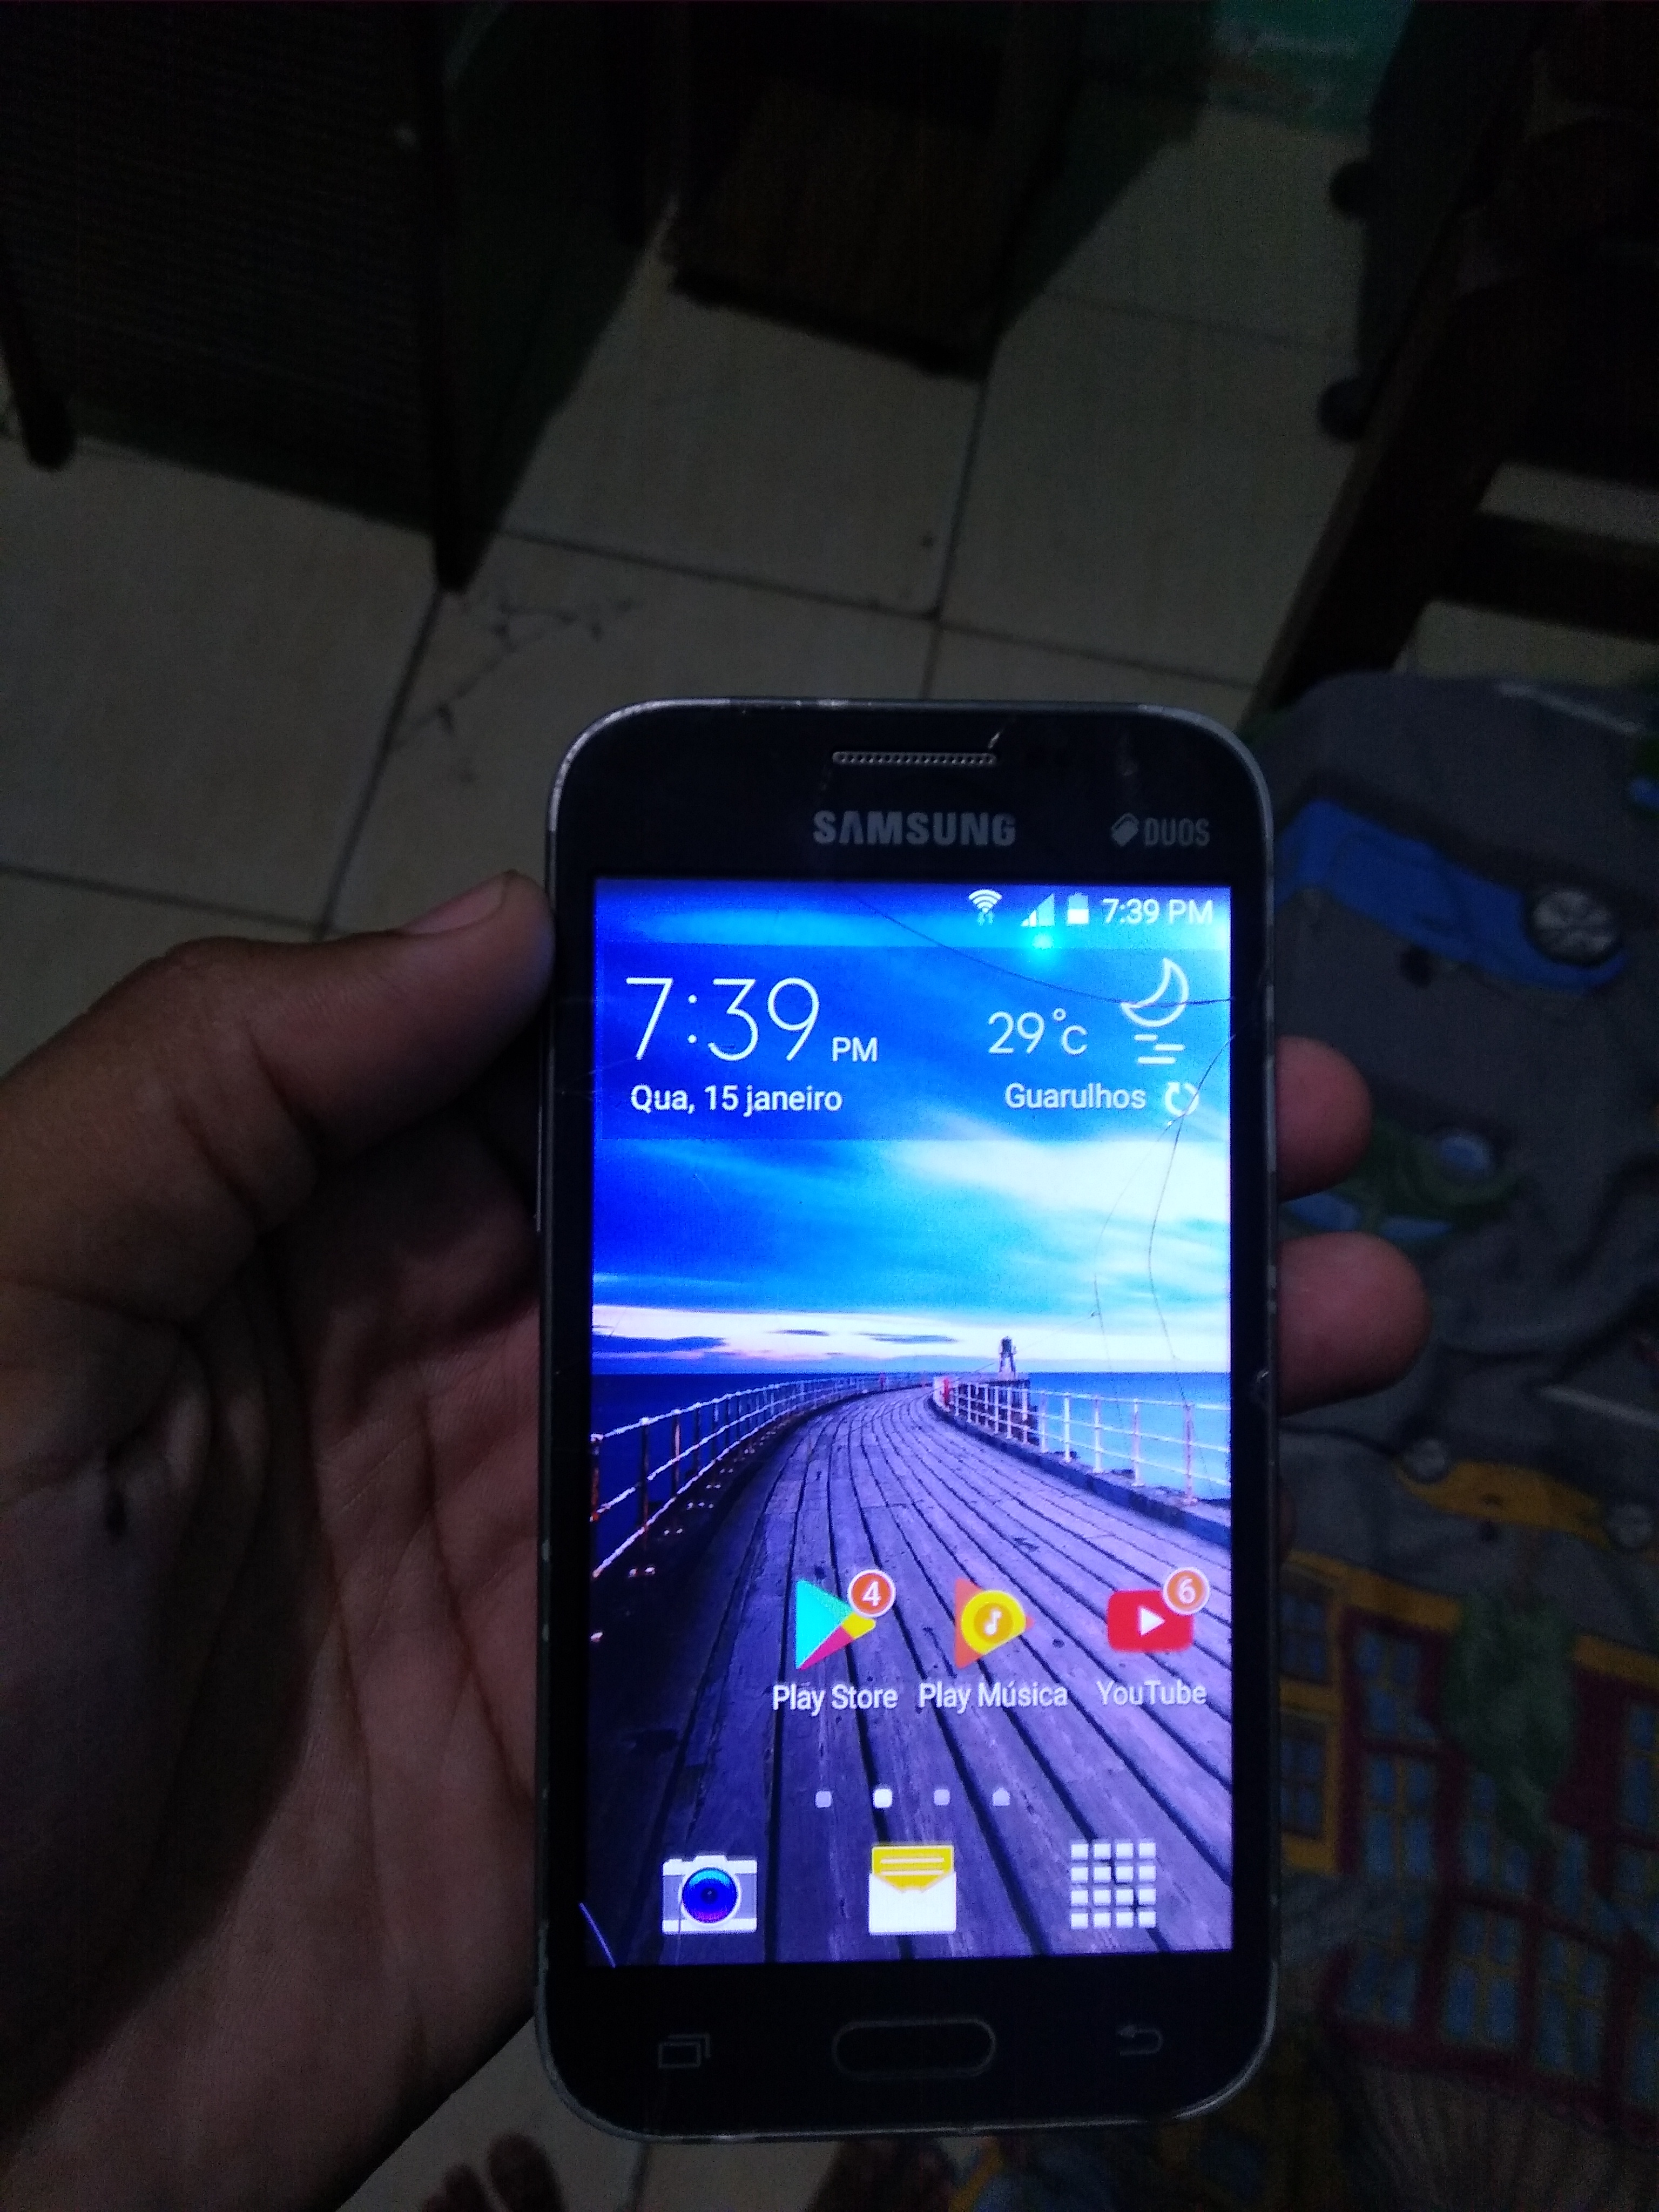 SAMSUNG DUOS
7:39 PM
7:39 PM
29°C
Qua, 15 janeiro
Guarulhos
4
6
Play Store
Play Música
YouTube